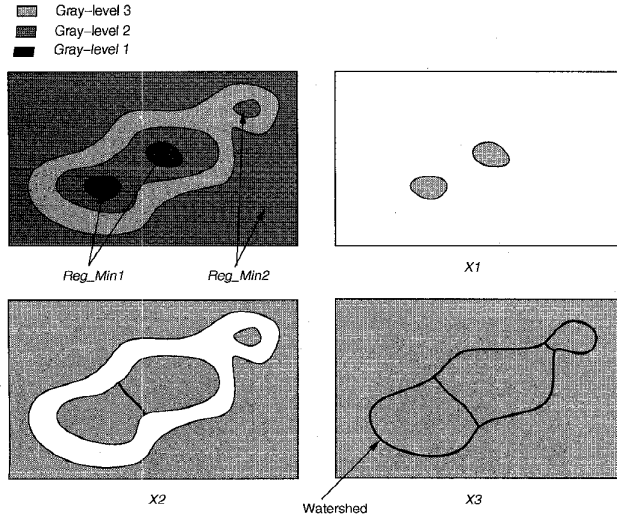 Gray-level 3
Gray-level 2
Gray-level 1
Reg_Min1
Reg_Min2
X1
X2
Watershed
X3